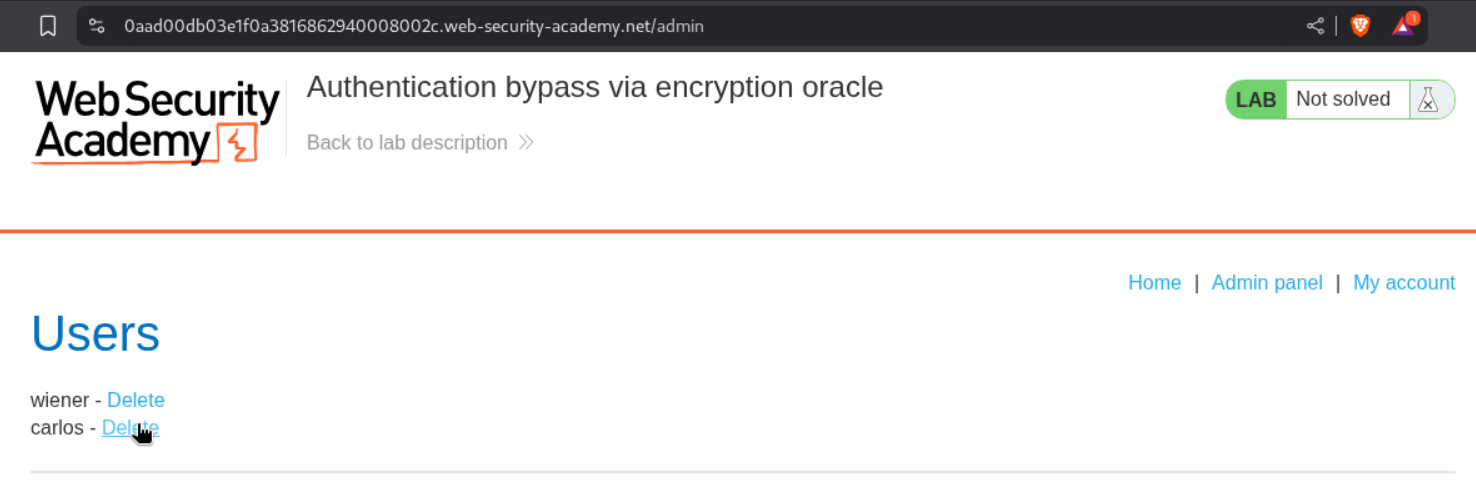 0aad00db03e1f0a3816862940008002c.web-security-academy.net/admin
1
Web Security
Academy
Authentication bypass via encryption oracle
Back to lab description
LAB Not solved
Home | Admin panel | My account
Users
wiener - Delete
carlos - Delete